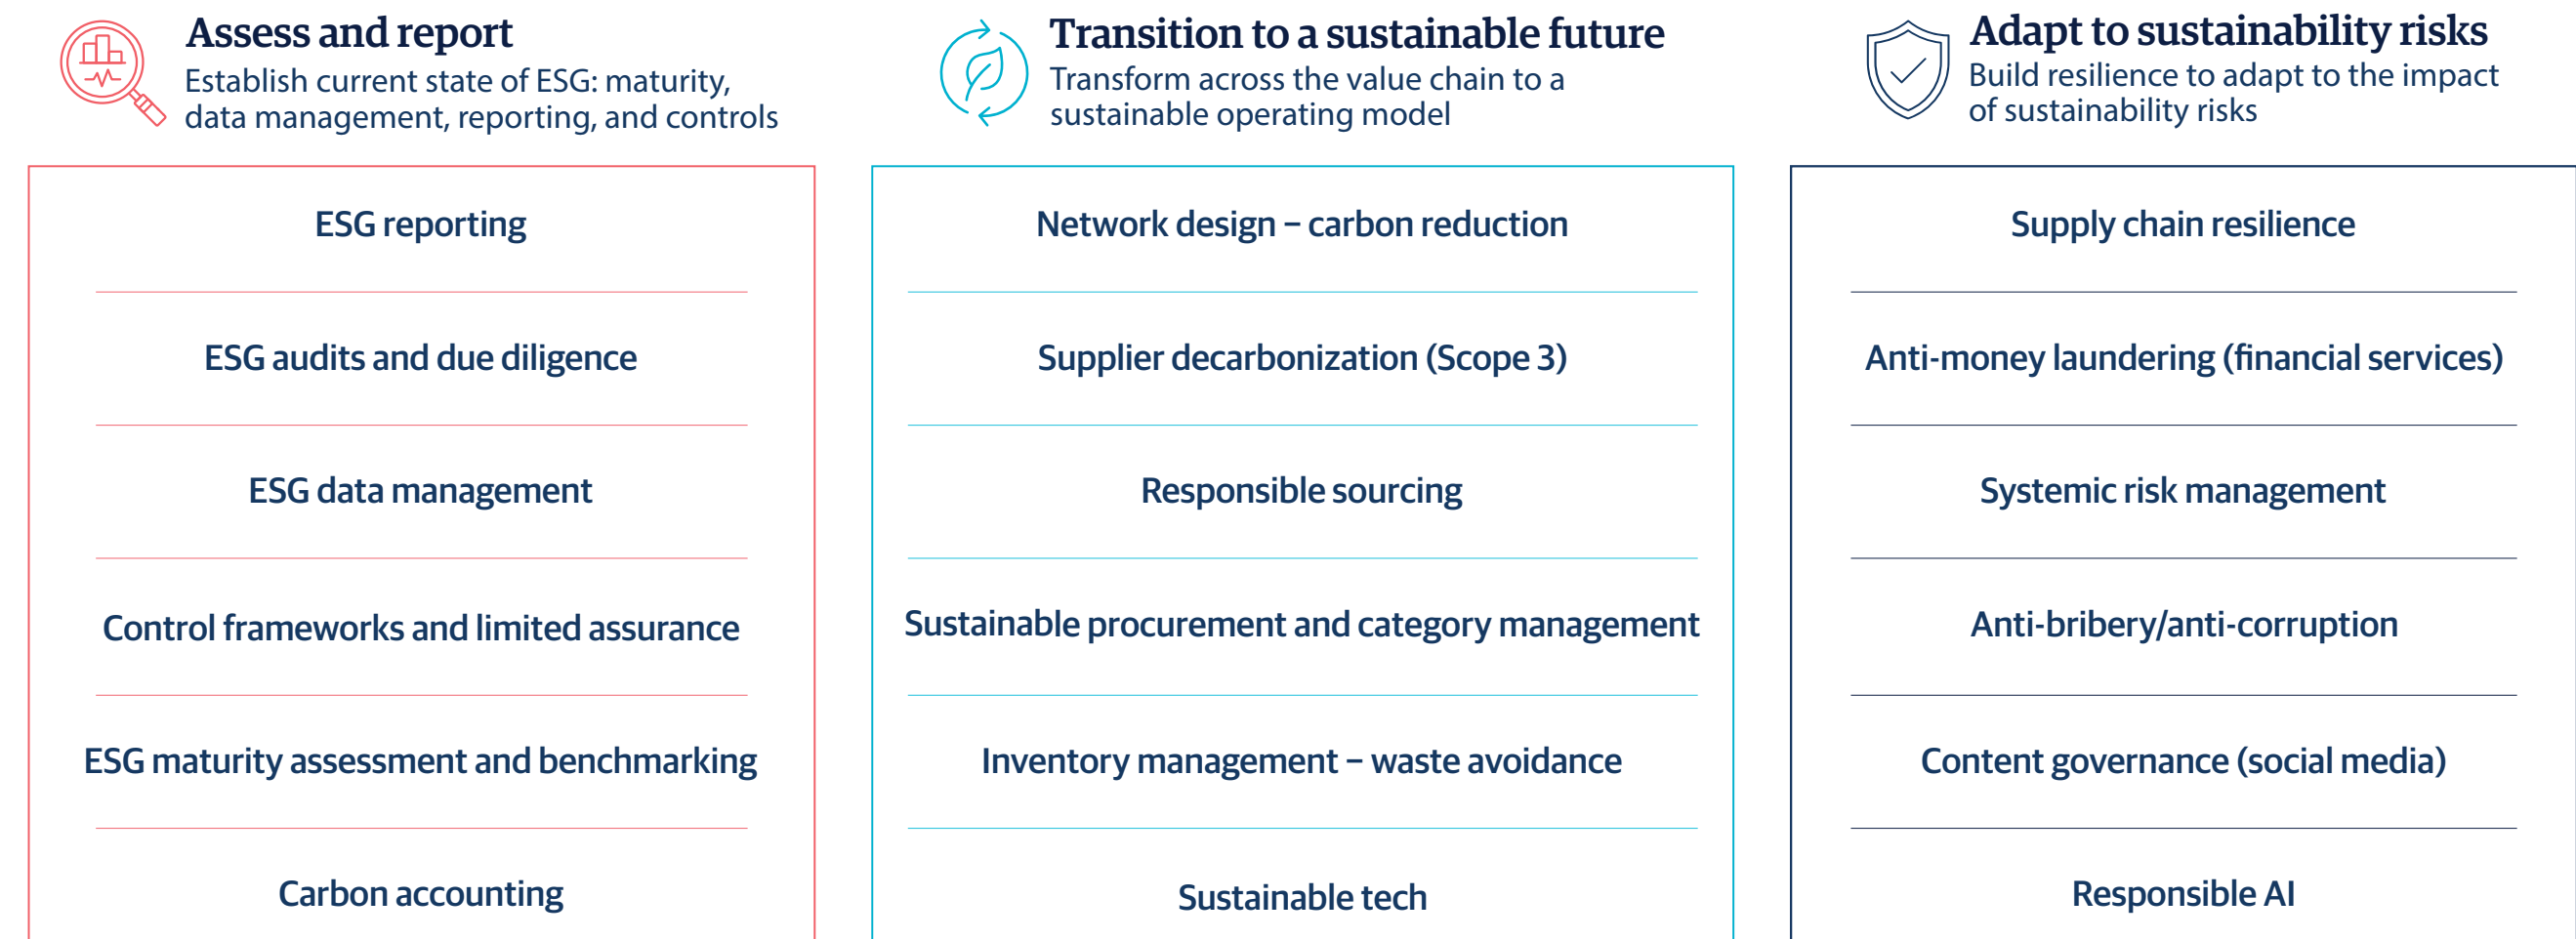 Assess and report
Establish current state of ESG: maturity,
data management, reporting, and controls
ESG reporting
ESG audits and due diligence
ESG data management
Control frameworks and limited assurance
ESG maturity assessment and benchmarking
Carbon accounting
Transition to a sustainable future
Transform across the value chain to a
sustainable operating model
Network design – carbon reduction
Supplier decarbonization (Scope 3)
Responsible sourcing
Sustainable procurement and category management
Inventory management – waste avoidance
Sustainable tech
Adapt to sustainability risks
Build resilience to adapt to the impact
of sustainability risks
Supply chain resilience
Anti-money laundering (financial services)
Systemic risk management
Anti-bribery/anti-corruption
Content governance (social media)
Responsible AI